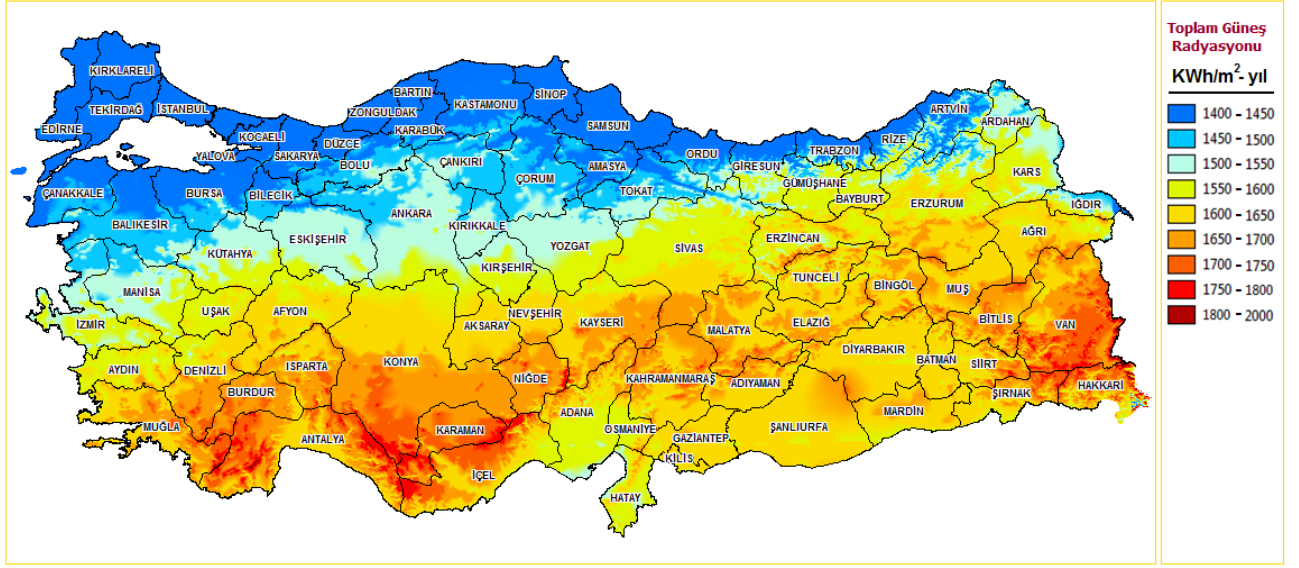 KIRKLARELİ
TEKİRDAĞ
İSTANBUL
EDİRNE
KOCAELİ
YALOVA
SAKARYA
DÜZCE
ZONGULDAK
BARTIN
KARABÜK
KASTAMONU
SİNOP
SAMSUN
BOLU
ÇANKIRI
ÇORUM
AMASYA
ORDU
TOKAT
GİRESUN
TRABZON
RİZE
ARTVİN
ARDAHAN
GÜMÜŞHANE
BAYBURT
ERZURUM
KARS
IĞDIR
AĞRI
ÇANAKKALE
BURSA
BİLECİK
BALIKESİR
KÜTAHYA
ESKİŞEHİR
ANKARA
KIRIKKALE
YOZGAT
SİVAS
ERZİNCAN
KIRŞEHİR
TUNCELİ
BİNGÖL
MUŞ
MANİSA
İZMİR
UŞAK
AFYON
AKSARAY
NEVŞEHİR
KAYSERİ
MALATYA
ELAZIĞ
BİTLİS
VAN
DİYARBAKIR
BATMAN
SİİRT
AYDIN
DENİZLİ
ISPARTA
KONYA
NİĞDE
KAHRAMANMARAŞ
ADIYAMAN
ŞIRNAK
HAKKARİ
BURDUR
MUĞLA
ANTALYA
KARAMAN
ADANA
OSMANİYE
GAZİANTEP
ŞANLIURFA
MARDİN
İÇEL
KİLİS
HATAY
Toplam Güneş
Radyasyonu
KWh/m²- yıl
1400 - 1450
1450 - 1500
1500 - 1550
1550 - 1600
1600 - 1650
1650 - 1700
1700 - 1750
1750 - 1800
1800 - 2000